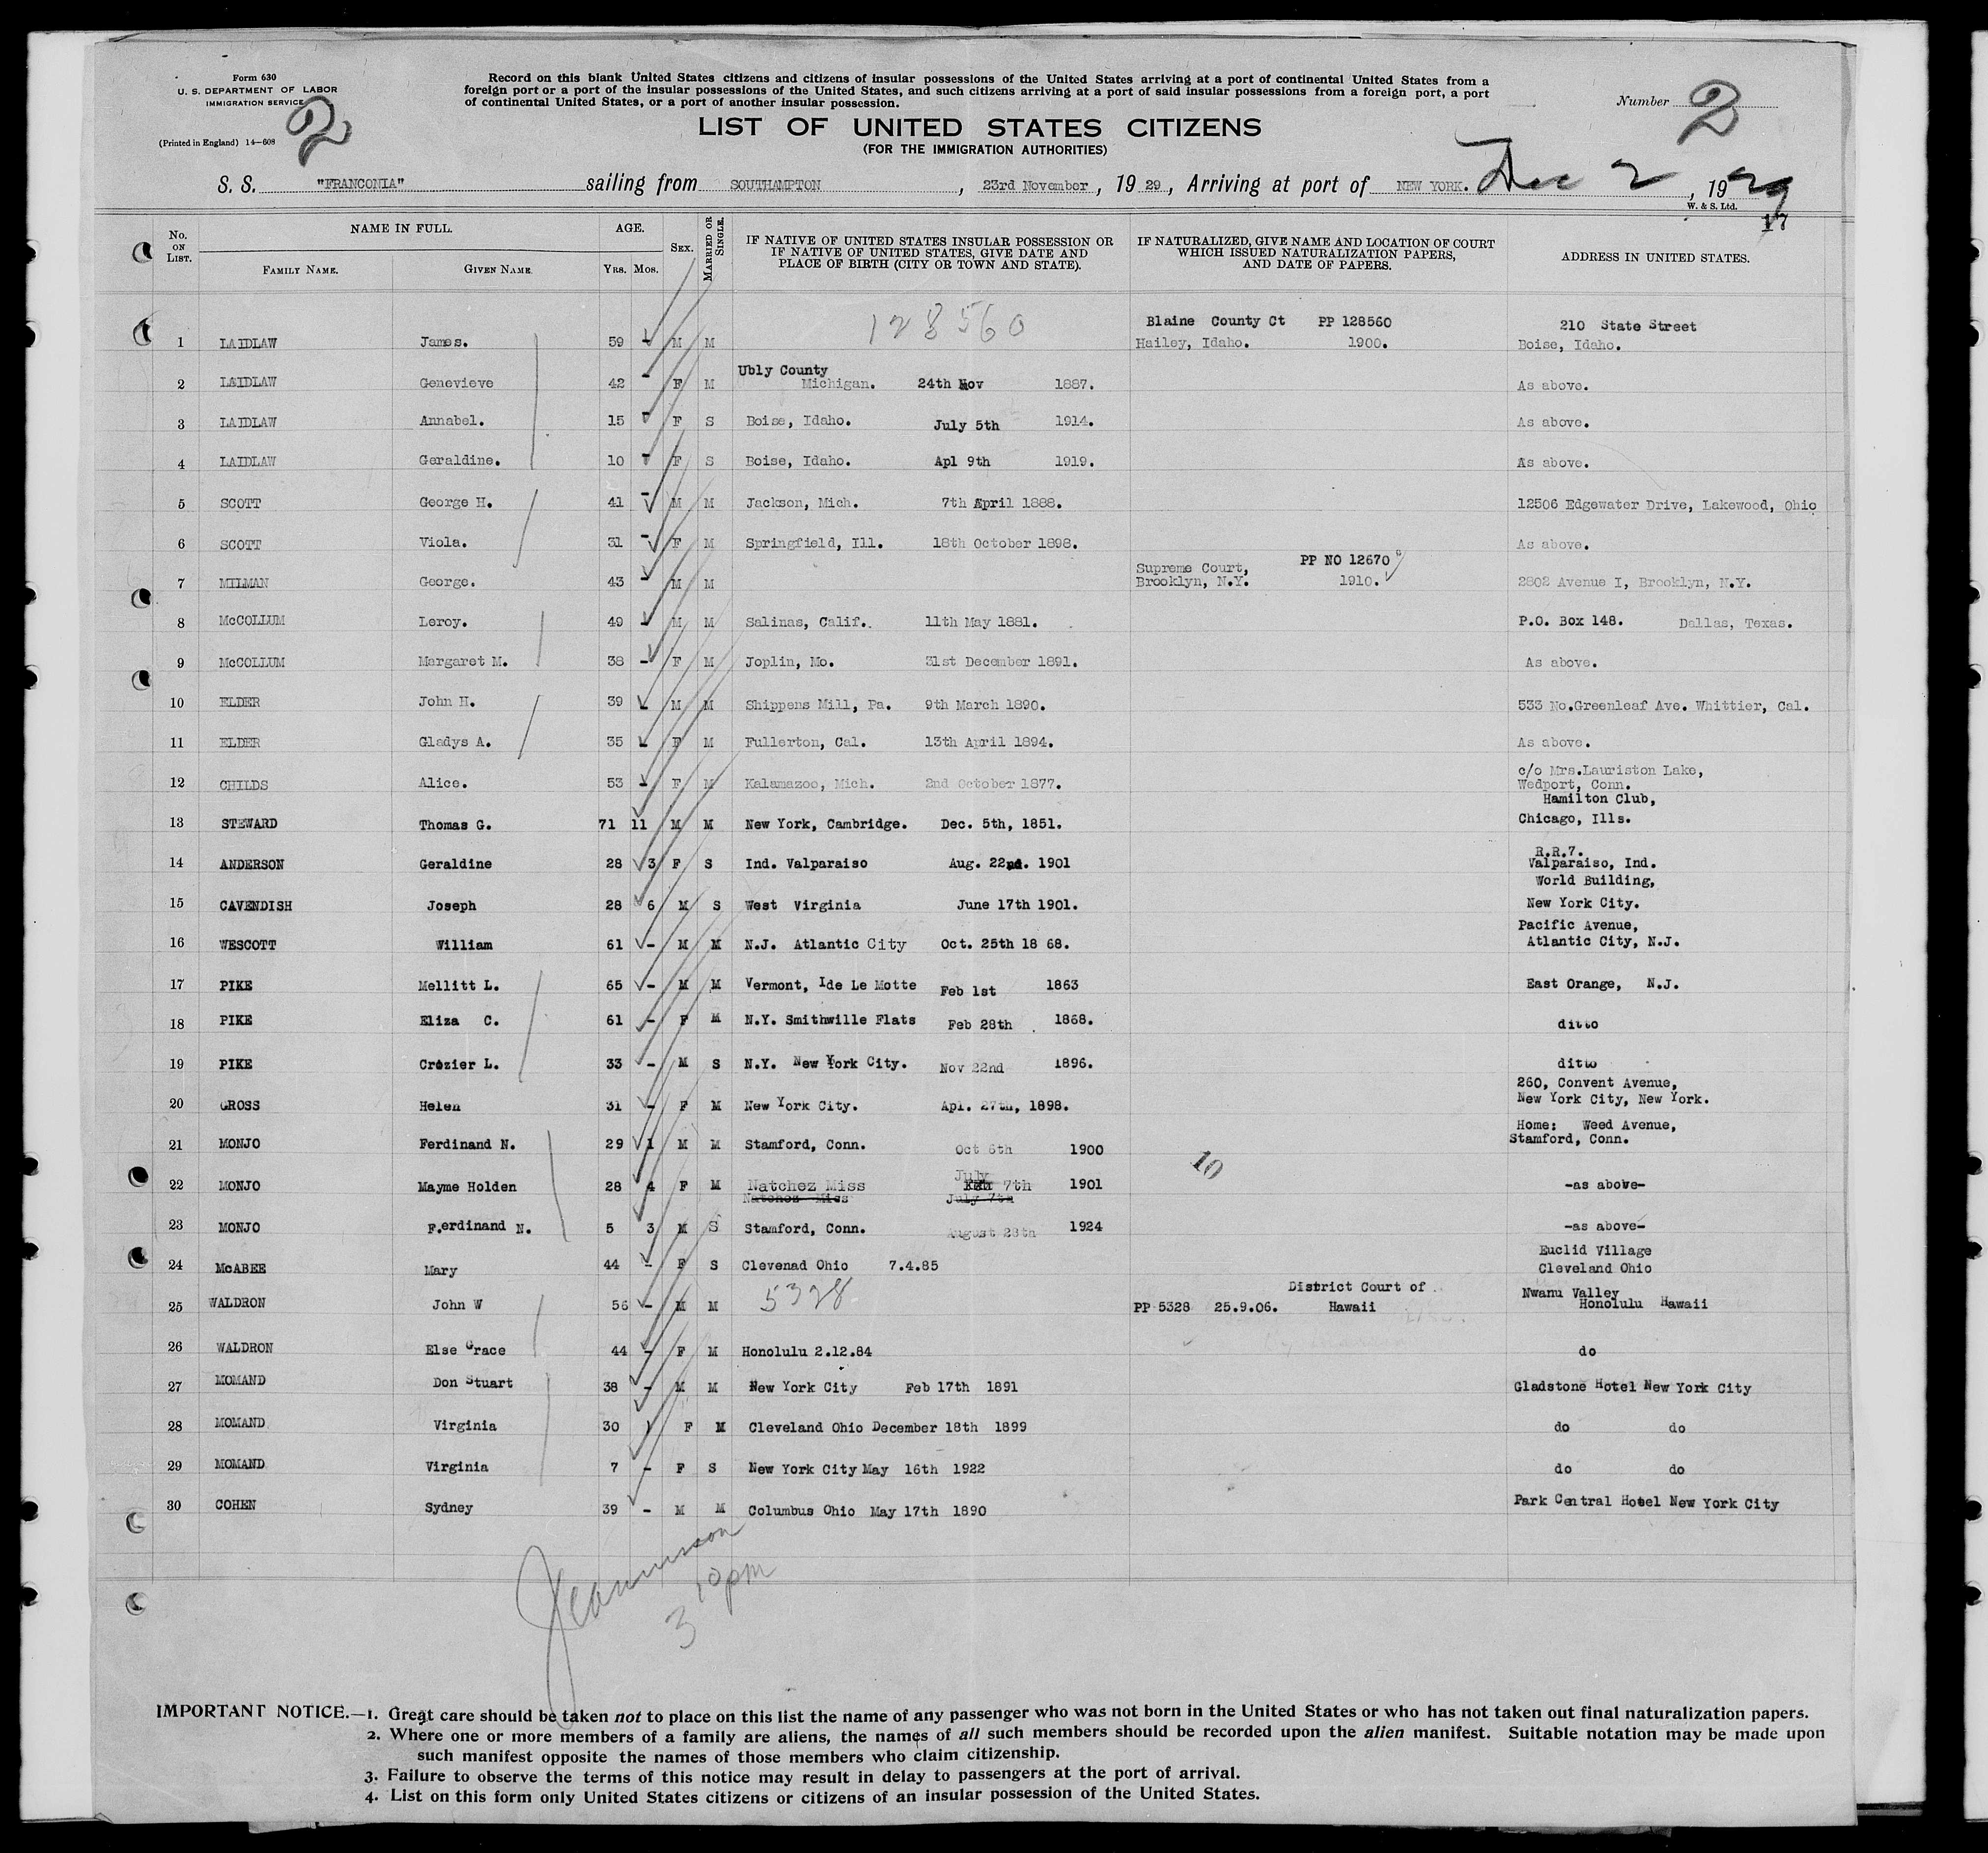 Form 630
U. S. DEPARTMENT OF LABOR
IMMIGRATION SERVICE
(Printed in England) 14—608
2
Record on this blank United States citizens and citizens of insular possessions of the United States arriving at a port of continental United States from a
foreign port or a port of the insular possessions of the United States, and such citizens arriving at a port of said insular possessions from a foreign port, a port
of continental United States, or a port of another insular possession.
Number 2
LIST OF UNITED STATES CITIZENS
(FOR THE IMMIGRATION AUTHORITIES)
S. S. "FRANCONIA" sailing from SOUTHAMPTON, 23rd November, 1929, Arriving at port of NEW YORK. Dec 2, 1929
W. & S. Ltd.
17
No. ON LIST. NAME IN FULL. AGE. SEX. MARRIED OR SINGLE. IF NATIVE OF UNITED STATES INSULAR POSSESSION OR IF NATIVE OF UNITED STATES, GIVE DATE AND PLACE OF BIRTH (CITY OR TOWN AND STATE). IF NATURALIZED, GIVE NAME AND LOCATION OF COURT WHICH ISSUED NATURALIZATION PAPERS, AND DATE OF PAPERS. ADDRESS IN UNITED STATES.
FAMILY NAME. GIVEN NAME. Yrs. Mos.
128560 Blaine County Ct PP 128560 210 State Street
1 LAIDLAW James. 59 - M M Hailey, Idaho. 1900. Boise, Idaho.
Ubly County
2 LAIDLAW Genevieve 42 - F M Michigan. 24th Nov 1887. As above.
3 LAIDLAW Annabel. 15 - F S Boise, Idaho. July 5th 1914. As above.
4 LAIDLAW Geraldine. 10 - F S Boise, Idaho. Apl 9th 1919. As above.
5 SCOTT George H. 41 - M M Jackson, Mich. 7th April 1888. 12506 Edgewater Drive, Lakewood, Ohio
6 SCOTT Viola. 31 - F M Springfield, Ill. 18th October 1898. As above.
Supreme Court, PP NO 12670
7 MILMAN George. 43 - M M Brooklyn, N.Y. 1910. 2802 Avenue I, Brooklyn, N.Y.
8 McCOLLUM Leroy. 49 - M M Salinas, Calif. 11th May 1881. P.O. Box 148. Dallas, Texas.
9 McCOLLUM Margaret M. 38 - F M Joplin, Mo. 31st December 1891. As above.
10 ELDER John H. 39 - M M Shippens Mill, Pa. 9th March 1890. 533 No.Greenleaf Ave. Whittier, Cal.
11 ELDER Gladys A. 35 - F M Fullerton, Cal. 13th April 1894. As above.
c/o Mrs.Lauriston Lake,
12 CHILDS Alice. 53 - F M Kalamazoo, Mich. 2nd October 1877. Wedport, Conn.
Hamilton Club,
13 STEWARD Thomas G. 71 11 M M New York, Cambridge. Dec. 5th, 1851. Chicago, Ills.
R.R.7.
14 ANDERSON Geraldine 28 3 F S Ind. Valparaiso Aug. 22nd. 1901 Valparaiso, Ind.
World Building,
15 CAVENDISH Joseph 28 6 M S West Virginia June 17th 1901. New York City.
Pacific Avenue,
16 WESCOTT William 61 - M M N.J. Atlantic City Oct. 25th 18 68. Atlantic City, N.J.
17 PIKE Mellitt L. 65 - M M Vermont, Ide Le Motte Feb 1st 1863 East Orange, N.J.
18 PIKE Eliza C. 61 - F M N.Y. Smithwille Flats Feb 28th 1868. ditto
19 PIKE Crozier L. 33 - M S N.Y. New York City. Nov 22nd 1896. ditto
260, Convent Avenue,
20 GROSS Helen 31 - F M New York City. Apl. 27th, 1898. New York City, New York.
Home: Weed Avenue,
21 MONJO Ferdinand N. 29 1 M M Stamford, Conn. Oct 6th 1900 Stamford, Conn.
10
July
22 MONJO Mayme Holden 28 4 F M Natchez Miss 7th 1901 -as above-
Natchez Miss July 7th
23 MONJO F.erdinand N. 5 3 M S Stamford, Conn. August 28th 1924 -as above-
Euclid Village
24 McABEE Mary 44 - F S Clevenad Ohio 7.4.85 Cleveland Ohio
5328 District Court of Nwanu Valley
25 WALDRON John W 56 - M M PP 5328 25.9.06. Hawaii Honolulu Hawaii
26 WALDRON Else Grace 44 - F M Honolulu 2.12.84 do
27 MOMAND Don Stuart 38 - M M New York City Feb 17th 1891 Gladstone Hotel New York City
28 MOMAND Virginia 30 F M Cleveland Ohio December 18th 1899 do do
29 MOMAND Virginia 7 - F S New York City May 16th 1922 do do
30 COHEN Sydney 39 - M M Columbus Ohio May 17th 1890 Park Central Hotel New York City
3 10pm
IMPORTANT NOTICE.—1. Great care should be taken not to place on this list the name of any passenger who was not born in the United States or who has not taken out final naturalization papers.
2. Where one or more members of a family are aliens, the names of all such members should be recorded upon the alien manifest. Suitable notation may be made upon
such manifest opposite the names of those members who claim citizenship.
3. Failure to observe the terms of this notice may result in delay to passengers at the port of arrival.
4. List on this form only United States citizens or citizens of an insular possession of the United States.